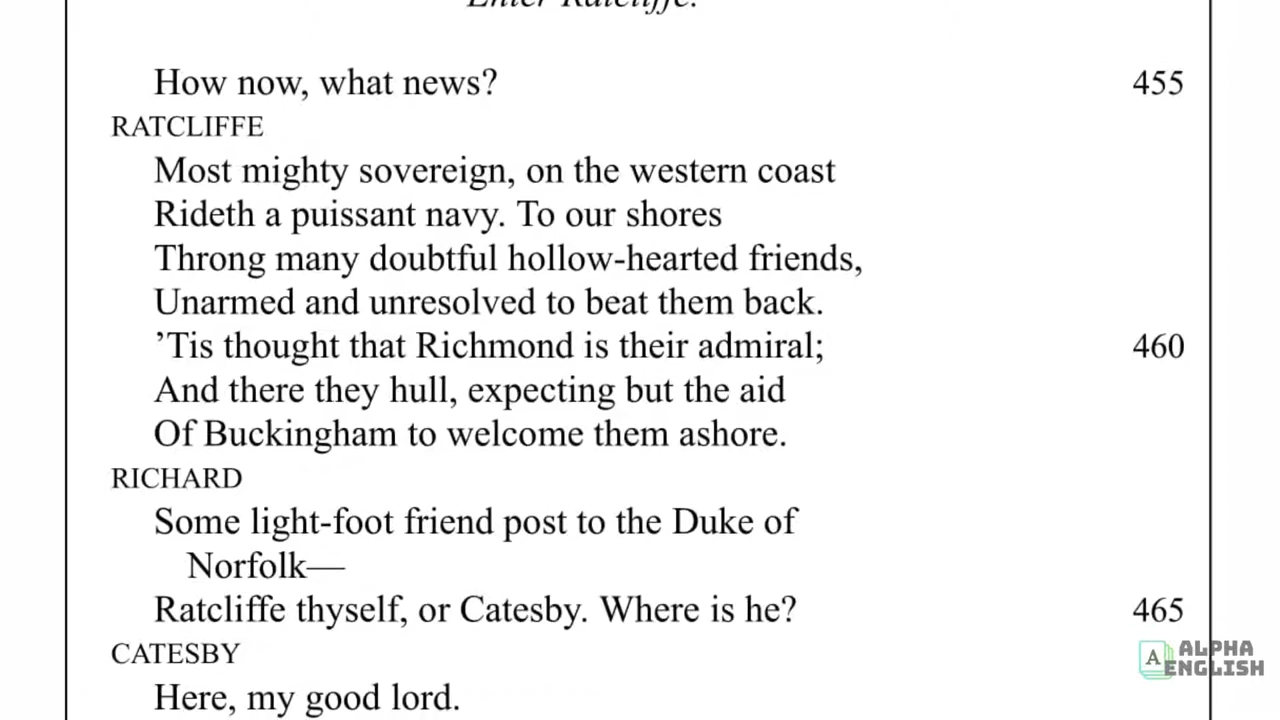 Enter Ratcliffe.
How now, what news? 455
RATCLIFFE
Most mighty sovereign, on the western coast
Rideth a puissant navy. To our shores
Throng many doubtful hollow-hearted friends,
Unarmed and unresolved to beat them back.
’Tis thought that Richmond is their admiral; 460
And there they hull, expecting but the aid
Of Buckingham to welcome them ashore.
RICHARD
Some light-foot friend post to the Duke of
Norfolk—
Ratcliffe thyself, or Catesby. Where is he? 465
CATESBY
Here, my good lord.
A ALPHA
ENGLISH